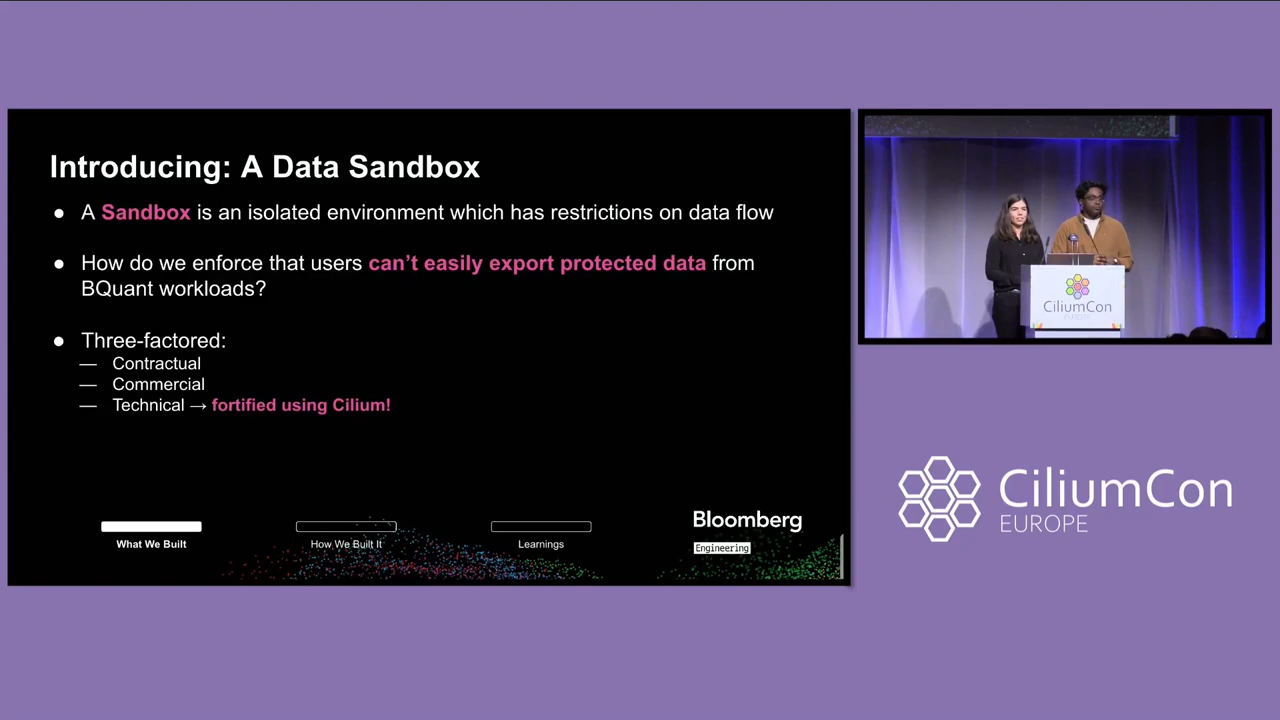 Introducing: A Data Sandbox
● A Sandbox is an isolated environment which has restrictions on data flow
● How do we enforce that users can’t easily export protected data from
BQuant workloads?
● Three-factored:
— Contractual
— Commercial
— Technical → fortified using Cilium!
What We Built
How We Built It
Learnings
Bloomberg
Engineering
CiliumCon
EUROPE
CiliumCon
EUROPE